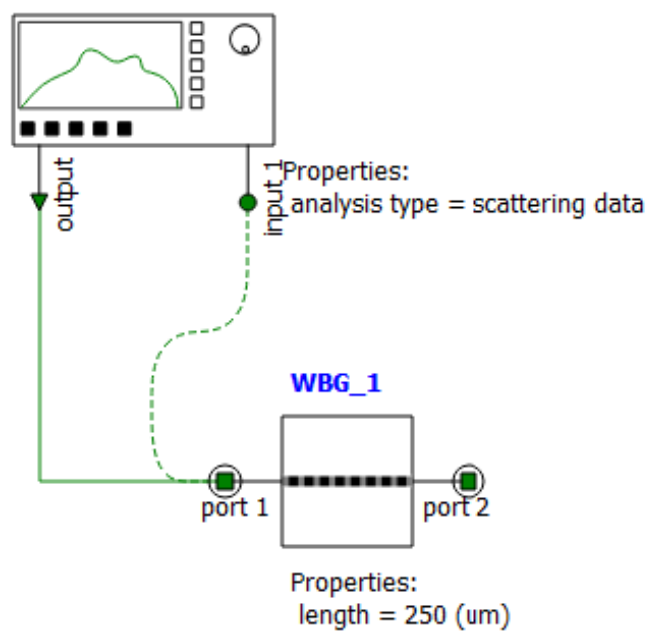 output
input_1
Properties:
analysis type = scattering data
WBG_1
port 1
port 2
Properties:
length = 250 (um)